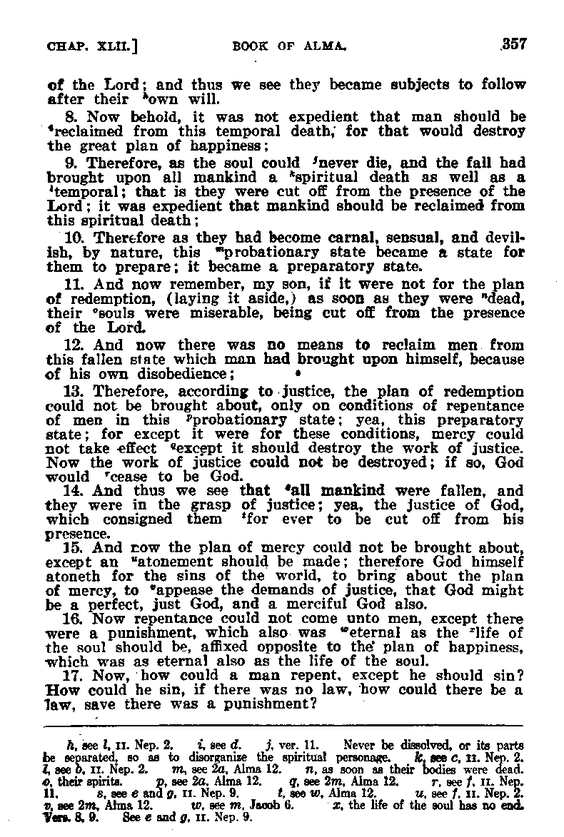 CHAP. XLII.] BOOK OF ALMA. 357
of the Lord; and thus we see they became subjects to follow
after their ʰown will.
8. Now behold, it was not expedient that man should be
ⁱreclaimed from this temporal death, for that would destroy
the great plan of happiness;
9. Therefore, as the soul could ʲnever die, and the fall had
brought upon all mankind a ᵏspiritual death as well as a
ˡtemporal; that is they were cut off from the presence of the
Lord; it was expedient that mankind should be reclaimed from
this spiritual death;
10. Therefore as they had become carnal, sensual, and devil-
ish, by nature, this ᵐprobationary state became a state for
them to prepare; it became a preparatory state.
11. And now remember, my son, if it were not for the plan
of redemption, (laying it aside,) as soon as they were ⁿdead,
their ᵒsouls were miserable, being cut off from the presence
of the Lord.
12. And now there was no means to reclaim men from
this fallen state which man had brought upon himself, because
of his own disobedience;
13. Therefore, according to justice, the plan of redemption
could not be brought about, only on conditions of repentance
of men in this ᵖprobationary state; yea, this preparatory
state; for except it were for these conditions, mercy could
not take effect qexcept it should destroy the work of justice.
Now the work of justice could not be destroyed; if so, God
would ʳcease to be God.
14. And thus we see that ˢall mankind were fallen, and
they were in the grasp of justice; yea, the justice of God,
which consigned them ᵗfor ever to be cut off from his
presence.
15. And now the plan of mercy could not be brought about,
except an ᵘatonement should be made; therefore God himself
atoneth for the sins of the world, to bring about the plan
of mercy, to ᵛappease the demands of justice, that God might
be a perfect, just God, and a merciful God also.
16. Now repentance could not come unto men, except there
were a punishment, which also was ʷeternal as the ˣlife of
the soul should be, affixed opposite to the plan of happiness,
which was as eternal also as the life of the soul.
17. Now, how could a man repent, except he should sin?
How could he sin, if there was no law, how could there be a
law, save there was a punishment?
h, see l, II. Nep. 2. i, see d. j, ver. 11. Never be dissolved, or its parts
be separated, so as to disorganize the spiritual personage. k, see c, II. Nep. 2.
l, see b, II. Nep. 2. m, see 2a, Alma 12. n, as soon as their bodies were dead.
o, their spirits. p, see 2a, Alma 12. q, see 2m, Alma 12. r, see f, II. Nep.
11. s, see e and g, II. Nep. 9. t, see w, Alma 12. u, see f, II. Nep. 2.
v, see 2m, Alma 12. w, see m, Jacob 6. x, the life of the soul has no end.
Vers. 8, 9. See e and g, II. Nep. 9.